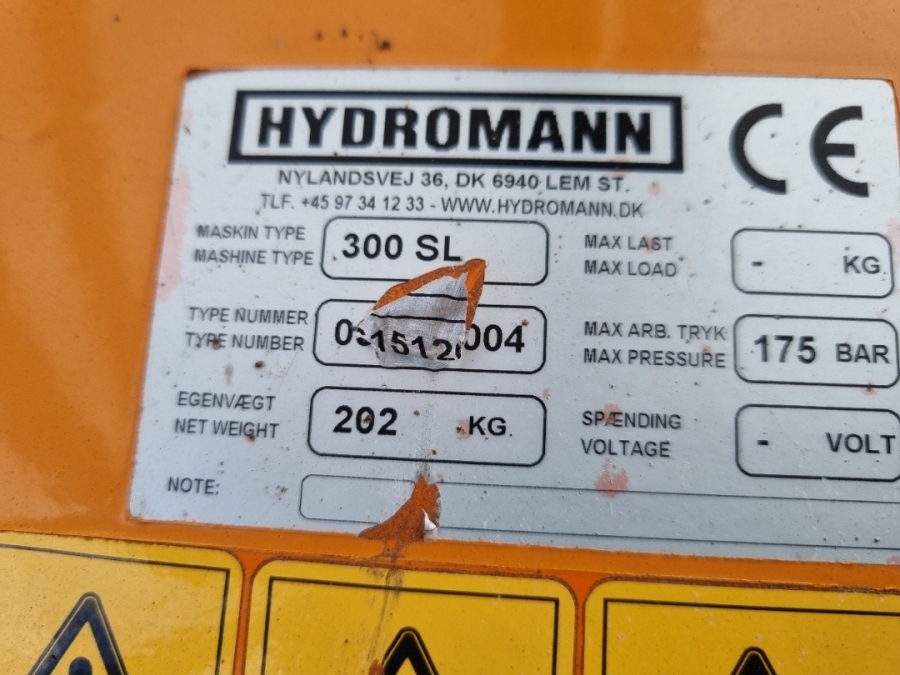 HYDROMANN
CE
NYLANDSVEJ 36, DK 6940 LEM ST.
TLF. +45 97 34 12 33 - WWW.HYDROMANN.DK
MASKIN TYPE
MASHINE TYPE
300 SL
MAX LAST
MAX LOAD
- KG
TYPE NUMMER
TYPE NUMBER
MAX ARB. TRYK
MAX PRESSURE
175 BAR
EGENVÆGT
NET WEIGHT
202 KG
SPÆNDING
VOLTAGE
- VOLT
NOTE: